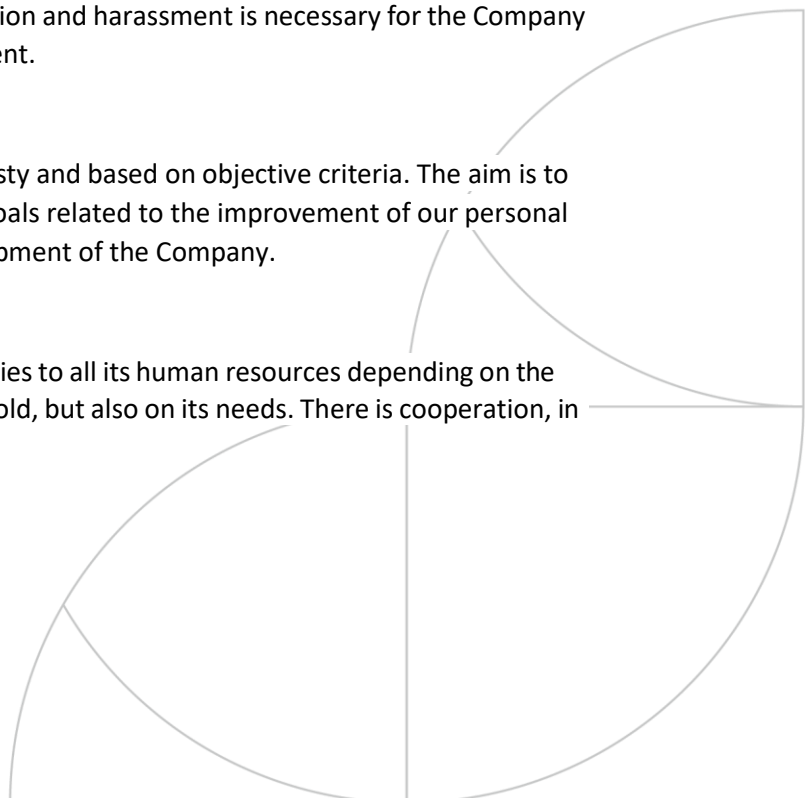 ion and harassment is necessary for the Company
ent.
sty and based on objective criteria. The aim is to
oals related to the improvement of our personal
pment of the Company.
ies to all its human resources depending on the
old, but also on its needs. There is cooperation, in